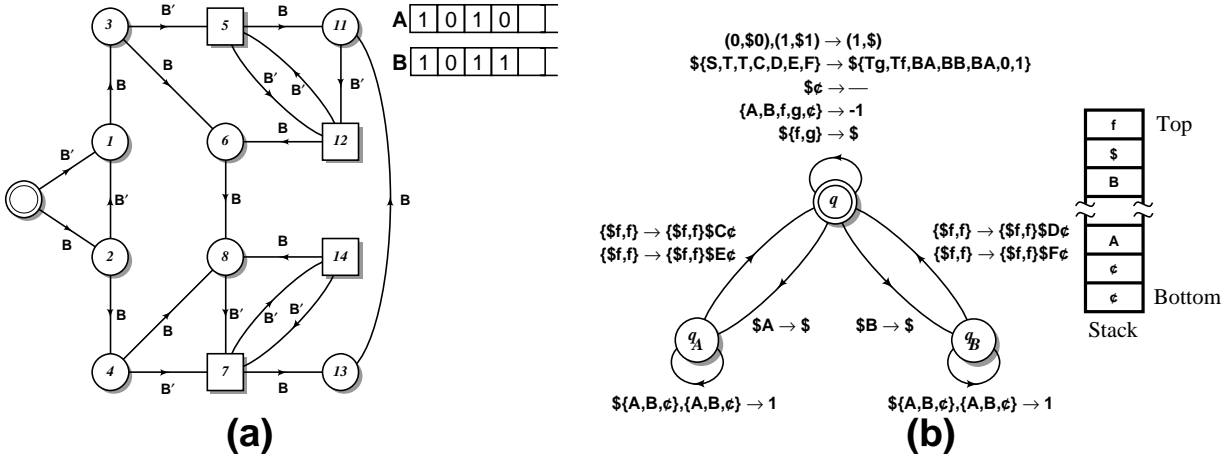 3
B′
5
B
11
A 1 0 1 0
B 1 0 1 1
B
B
B′
B′
B′
1
6
B
12
B′
B′
B
B
B
2
8
B
14
B
B
B′
B′
B′
4
B′
7
B
13
(a)
(0,$0),(1,$1) → (1,$)
${S,T,T,C,D,E,F} → ${Tg,Tf,BA,BB,BA,0,1}
$¢ → —
{A,B,f,g,¢} → -1
${f,g} → $
q
{$f,f} → {$f,f}$C¢
{$f,f} → {$f,f}$E¢
{$f,f} → {$f,f}$D¢
{$f,f} → {$f,f}$F¢
$A → $
$B → $
qA
qB
${A,B,¢},{A,B,¢} → 1
${A,B,¢},{A,B,¢} → 1
f Top
$
B
A
¢
¢ Bottom
Stack
(b)